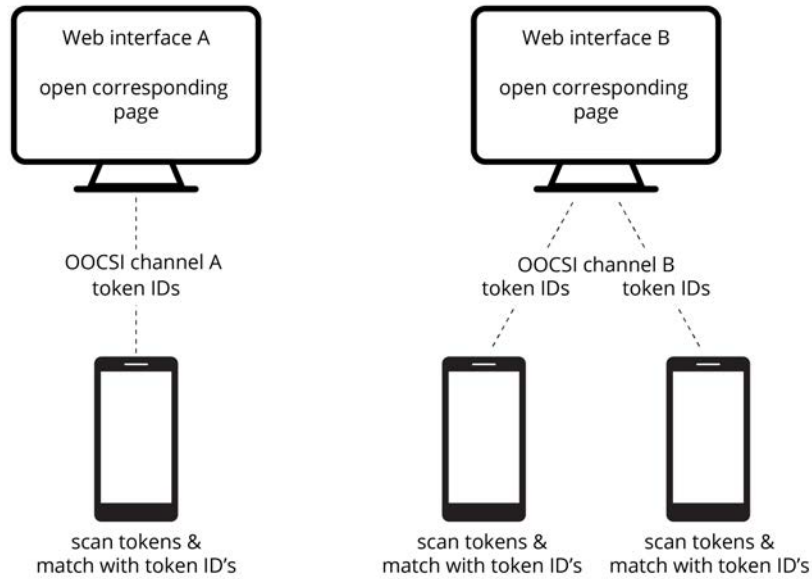 Web interface A
open corresponding
page
OOCSI channel A
token IDs
scan tokens &
match with token ID's
Web interface B
open corresponding
page
OOCSI channel B
token IDs token IDs
scan tokens &
match with token ID's
scan tokens &
match with token ID's